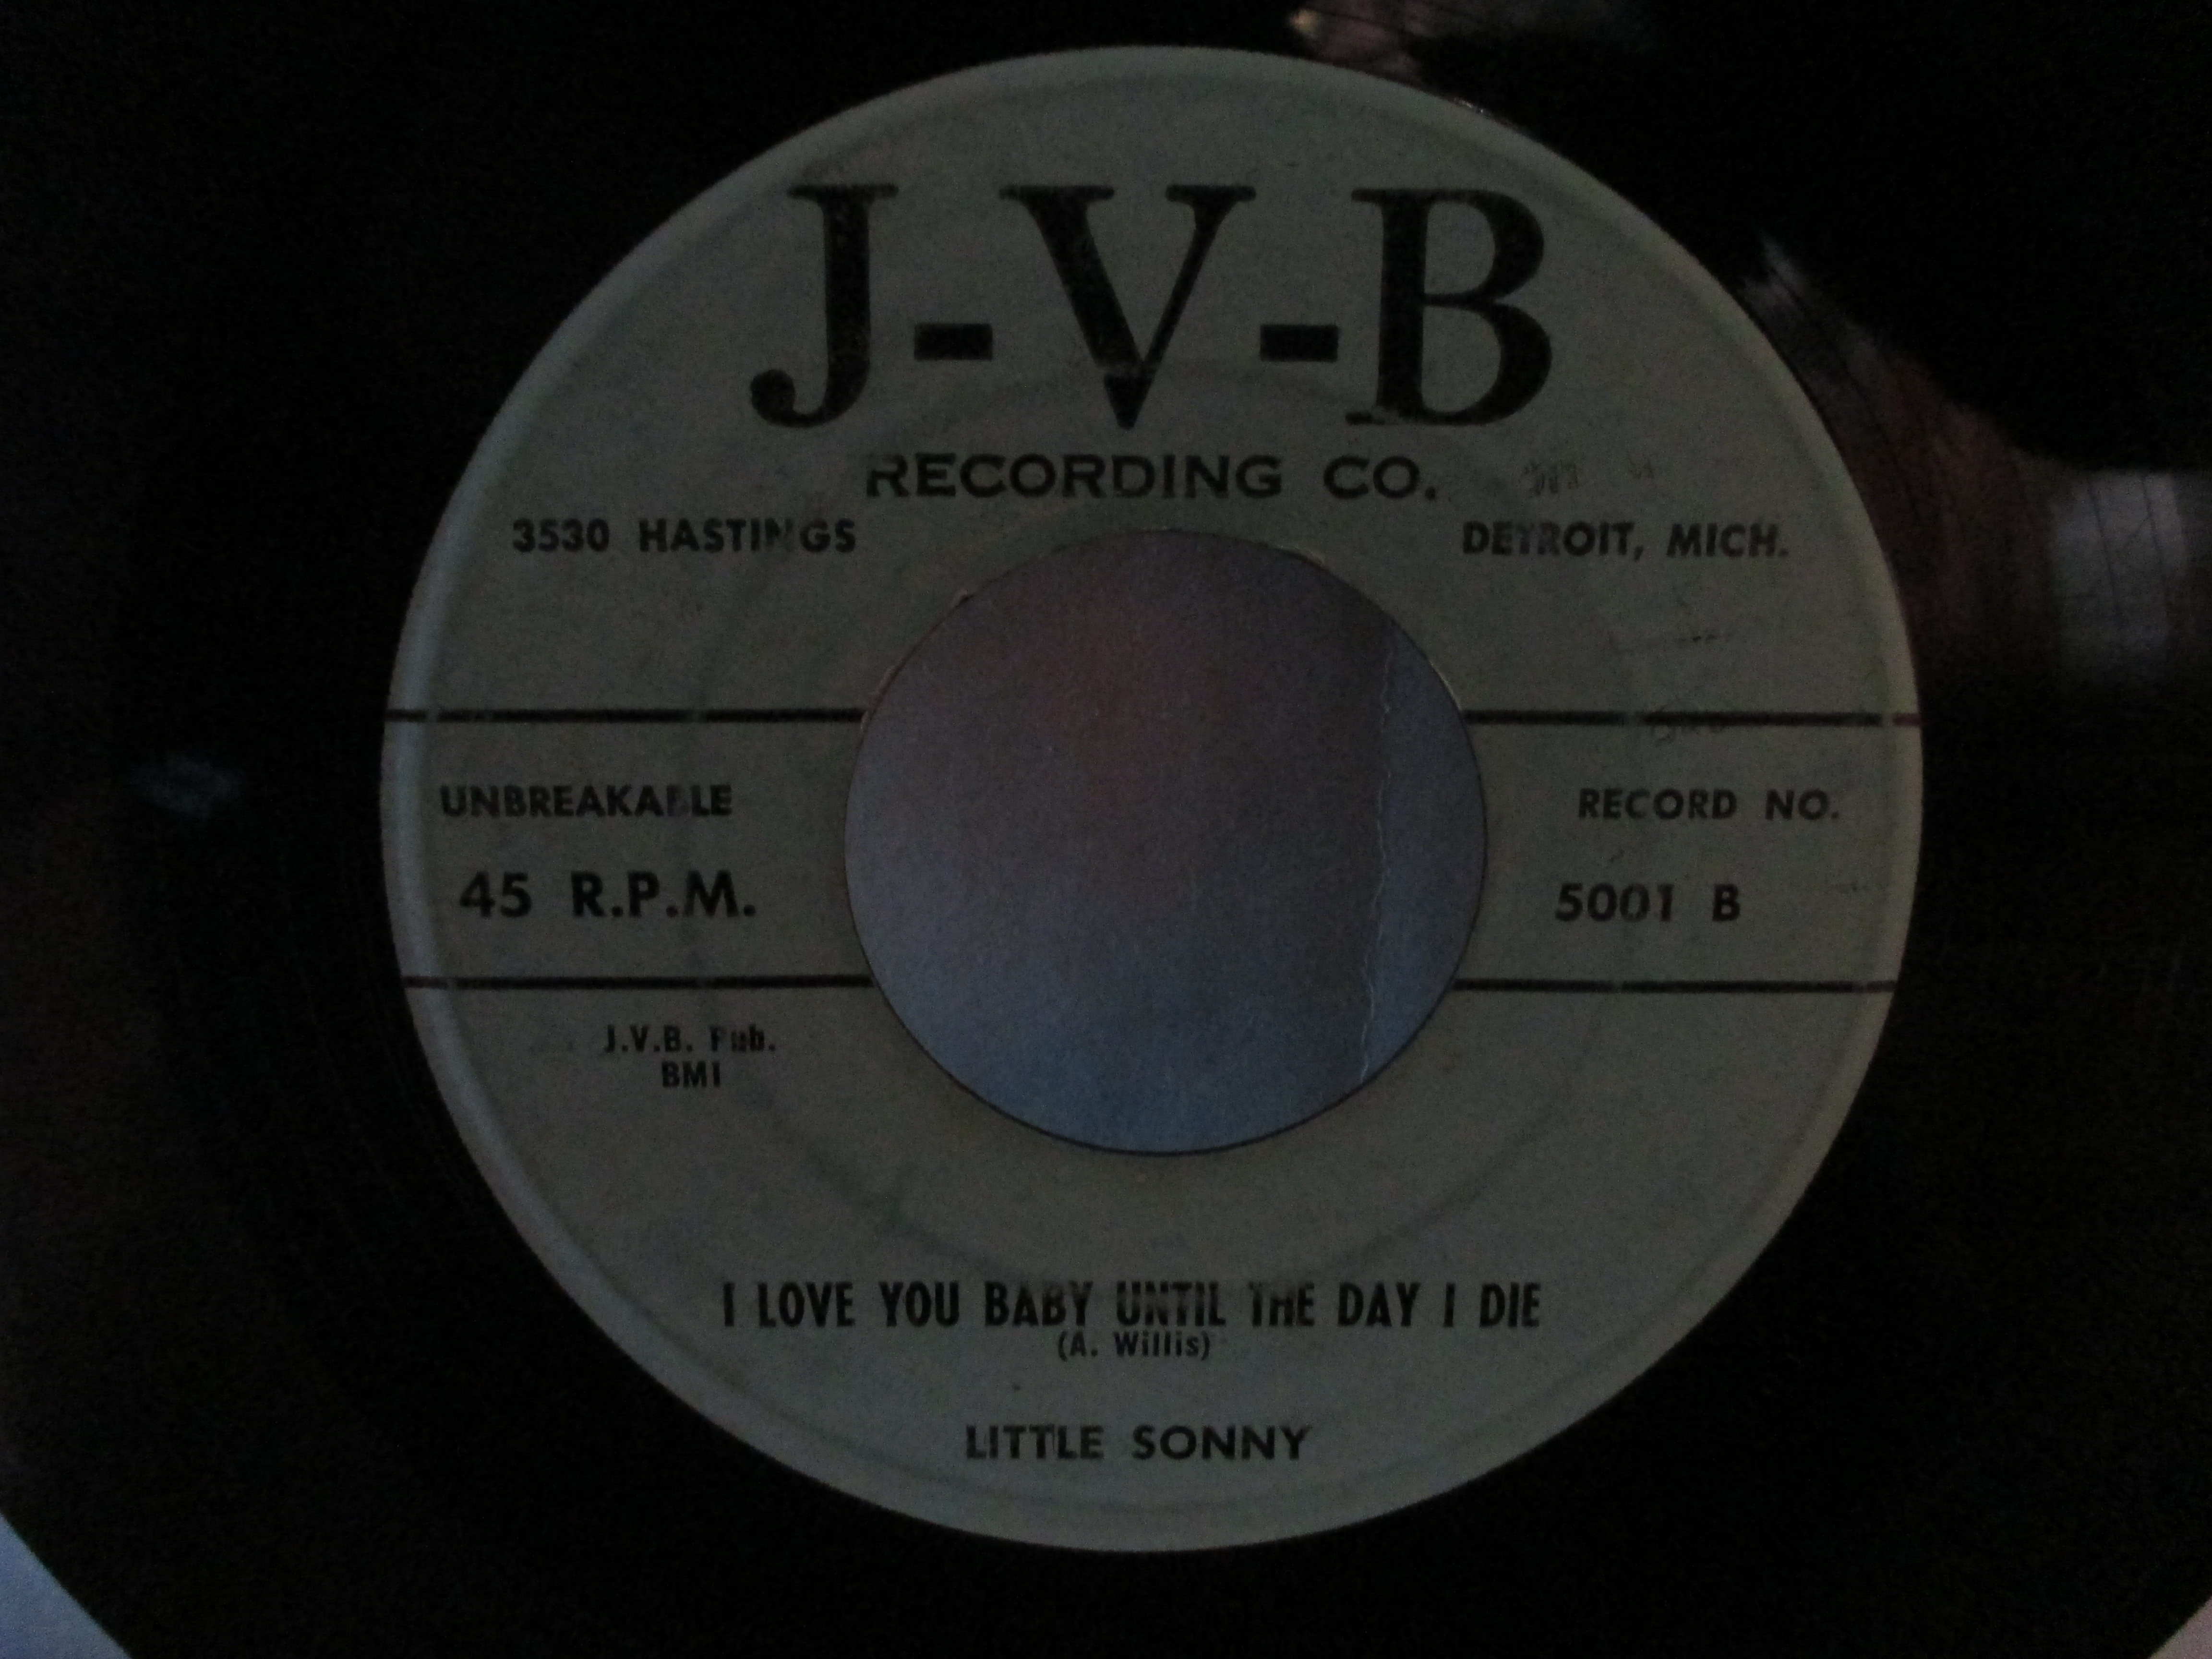 J-V-B
RECORDING CO.
3530 HASTINGS
DETROIT, MICH.
UNBREAKABLE
45 R.P.M.
RECORD NO.
5001 B
J.V.B. Pub.
BMI
I LOVE YOU BABY UNTIL THE DAY I DIE
(A. Willis)
LITTLE SONNY